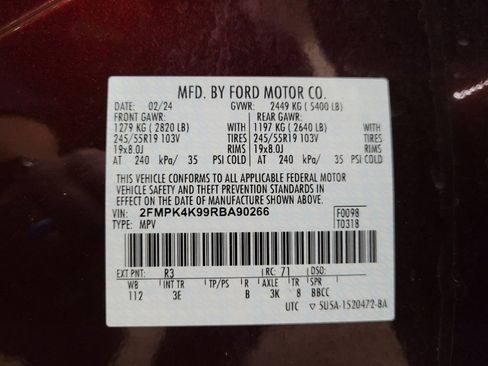 MFD. BY FORD MOTOR CO.
DATE: 02/24 GVWR: 2449 KG (5400 LB)
FRONT GAWR: REAR GAWR:
1279 KG (2820 LB) WITH 1197 KG (2640 LB) WITH
245/55R19 103V TIRES 245/55R19 103V TIRES
19x8.0J RIMS 19x8.0J RIMS
AT 240 kPa/ 35 PSI COLD AT 240 kPa/ 35 PSI COLD
THIS VEHICLE CONFORMS TO ALL APPLICABLE FEDERAL MOTOR
VEHICLE SAFETY AND THEFT PREVENTION STANDARDS IN
EFFECT ON THE DATE OF MANUFACTURE SHOWN ABOVE.
VIN: 2FMPK4K99RBA90266 F0098
TYPE: MPV T0318
EXT PNT: R3 RC: 71 DSO:
WB INT TR TP/PS R AXLE TR SPR
112 3E B 3K 8 BBCC
UTC ▽ 5U5A-1520472-BA